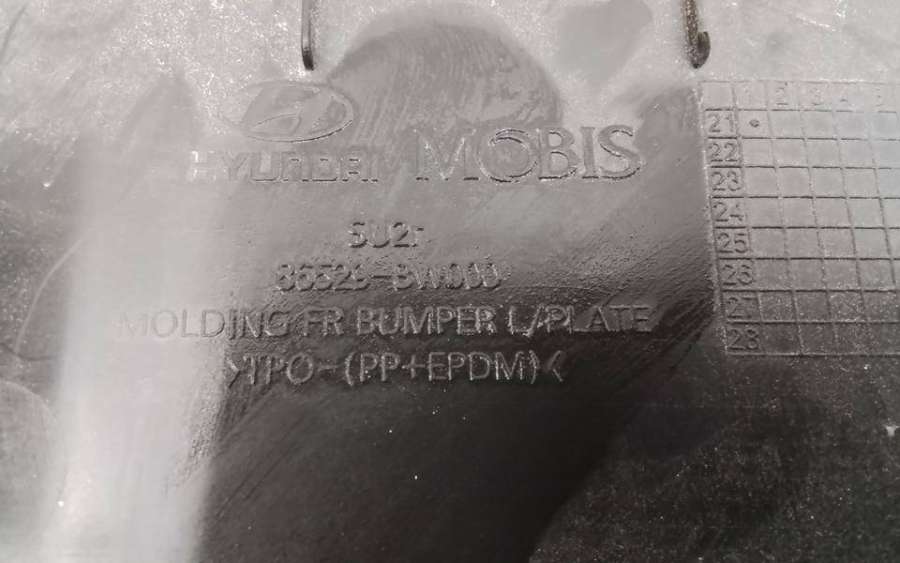 HYUNDAI MOBIS
SU2r
86529-BW000
MOLDING FR BUMPER L/PLATE
>TPO-(PP+EPDM)<
1 2 3 4 5
21
22
23
24
25
26
27
28